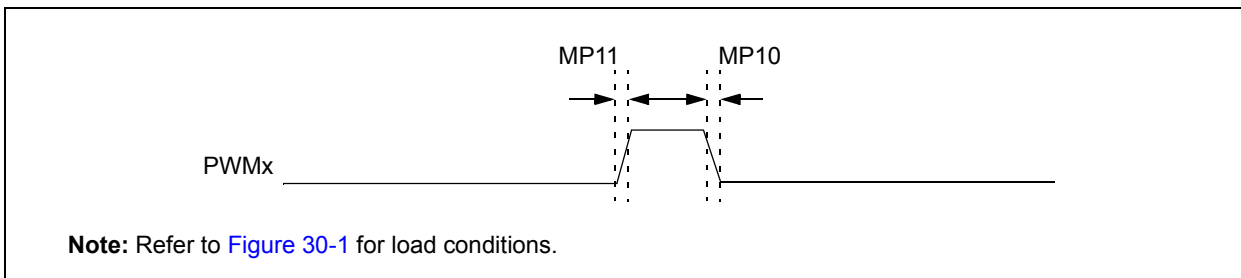 MP11 MP10
PWMx
Note: Refer to Figure 30-1 for load conditions.